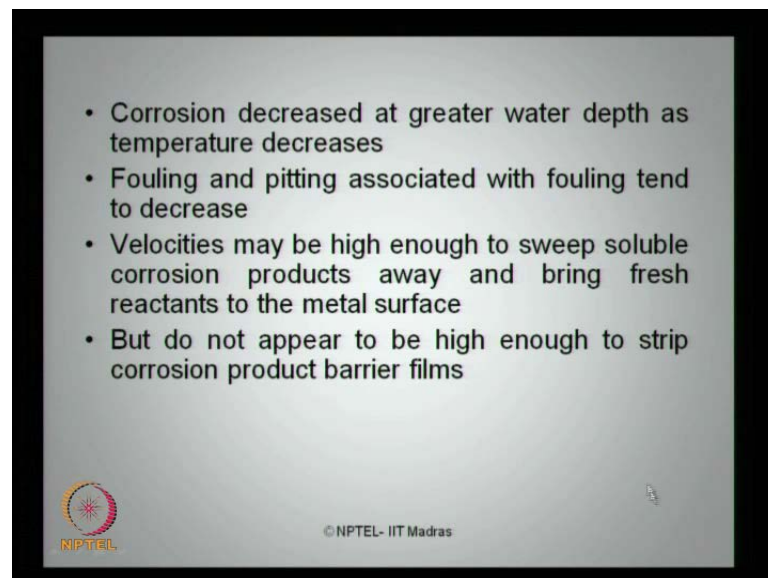 • Corrosion decreased at greater water depth as
temperature decreases
• Fouling and pitting associated with fouling tend
to decrease
• Velocities may be high enough to sweep soluble
corrosion products away and bring fresh
reactants to the metal surface
• But do not appear to be high enough to strip
corrosion product barrier films
NPTEL
© NPTEL- IIT Madras